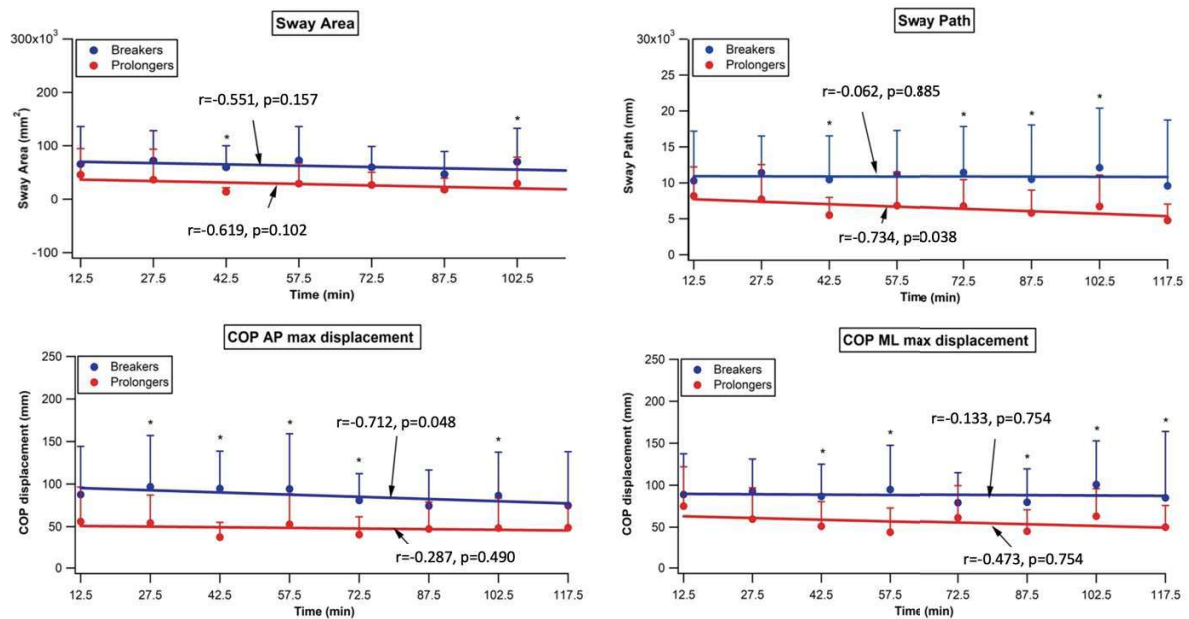 Sway Area
300x10³
200
100
0
-100
Sway Area (mm²)
Breakers
Prolongers
r=-0.551, p=0.157
*
*
r=-0.619, p=0.102
12.5 27.5 42.5 57.5 72.5 87.5 102.5
Time (min)
Sway Path
30x10³
25
20
15
10
5
0
Sway Path (mm)
Breakers
Prolongers
r=-0.062, p=0.885
* * * *
r=-0.734, p=0.038
12.5 27.5 42.5 57.5 72.5 87.5 102.5 117.5
Time (min)
COP AP max displacement
250
200
150
100
50
0
COP displacement (mm)
Breakers
Prolongers
r=-0.712, p=0.048
* * * * *
r=-0.287, p=0.490
12.5 27.5 42.5 57.5 72.5 87.5 102.5 117.5
Time (min)
COP ML max displacement
250
200
150
100
50
0
COP displacement (mm)
Breakers
Prolongers
r=-0.133, p=0.754
* * * * *
r=-0.473, p=0.754
12.5 27.5 42.5 57.5 72.5 87.5 102.5 117.5
Time (min)